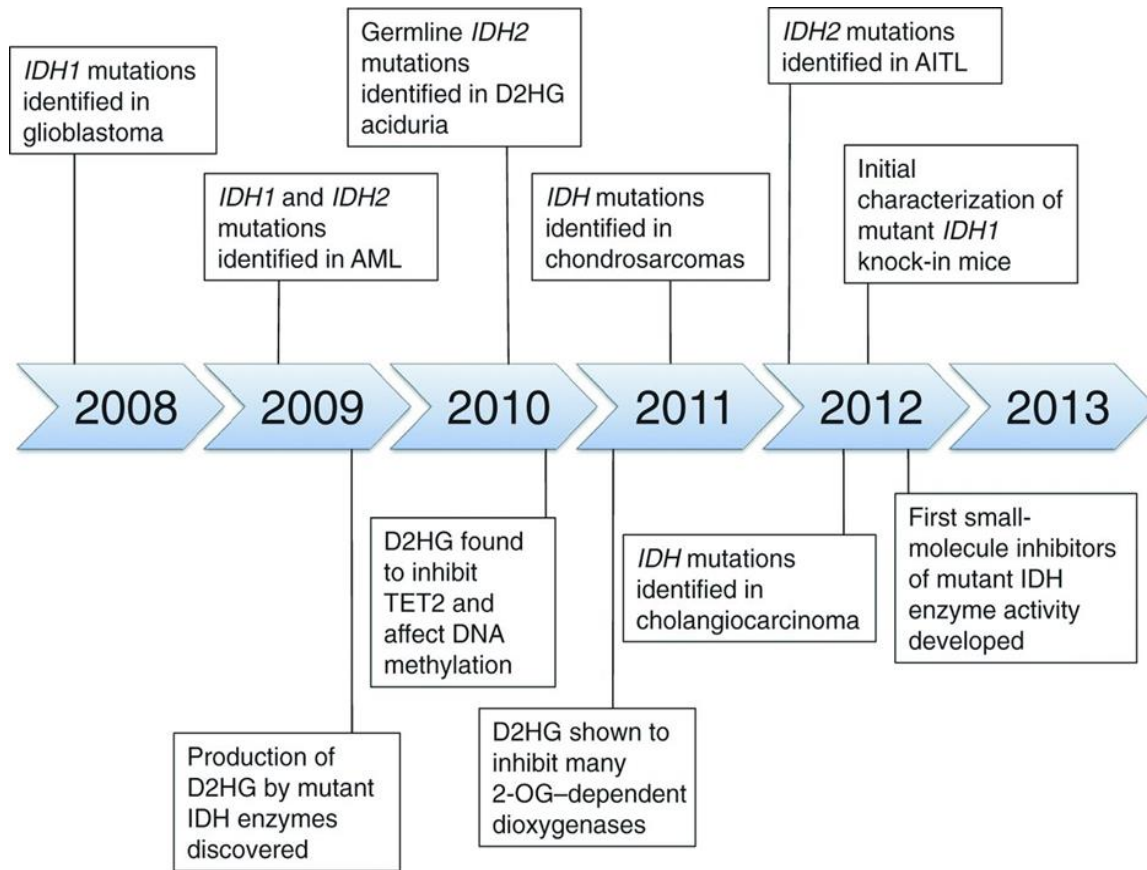 IDH1 mutations
identified in
glioblastoma
IDH1 and IDH2
mutations
identified in AML
Germline IDH2
mutations
identified in D2HG
aciduria
IDH mutations
identified in
chondrosarcomas
IDH2 mutations
identified in AITL
Initial
characterization of
mutant IDH1
knock-in mice
2008
2009
2010
2011
2012
2013
Production of
D2HG by mutant
IDH enzymes
discovered
D2HG found
to inhibit
TET2 and
affect DNA
methylation
D2HG shown to
inhibit many
2-OG–dependent
dioxygenases
IDH mutations
identified in
cholangiocarcinoma
First small-
molecule inhibitors
of mutant IDH
enzyme activity
developed